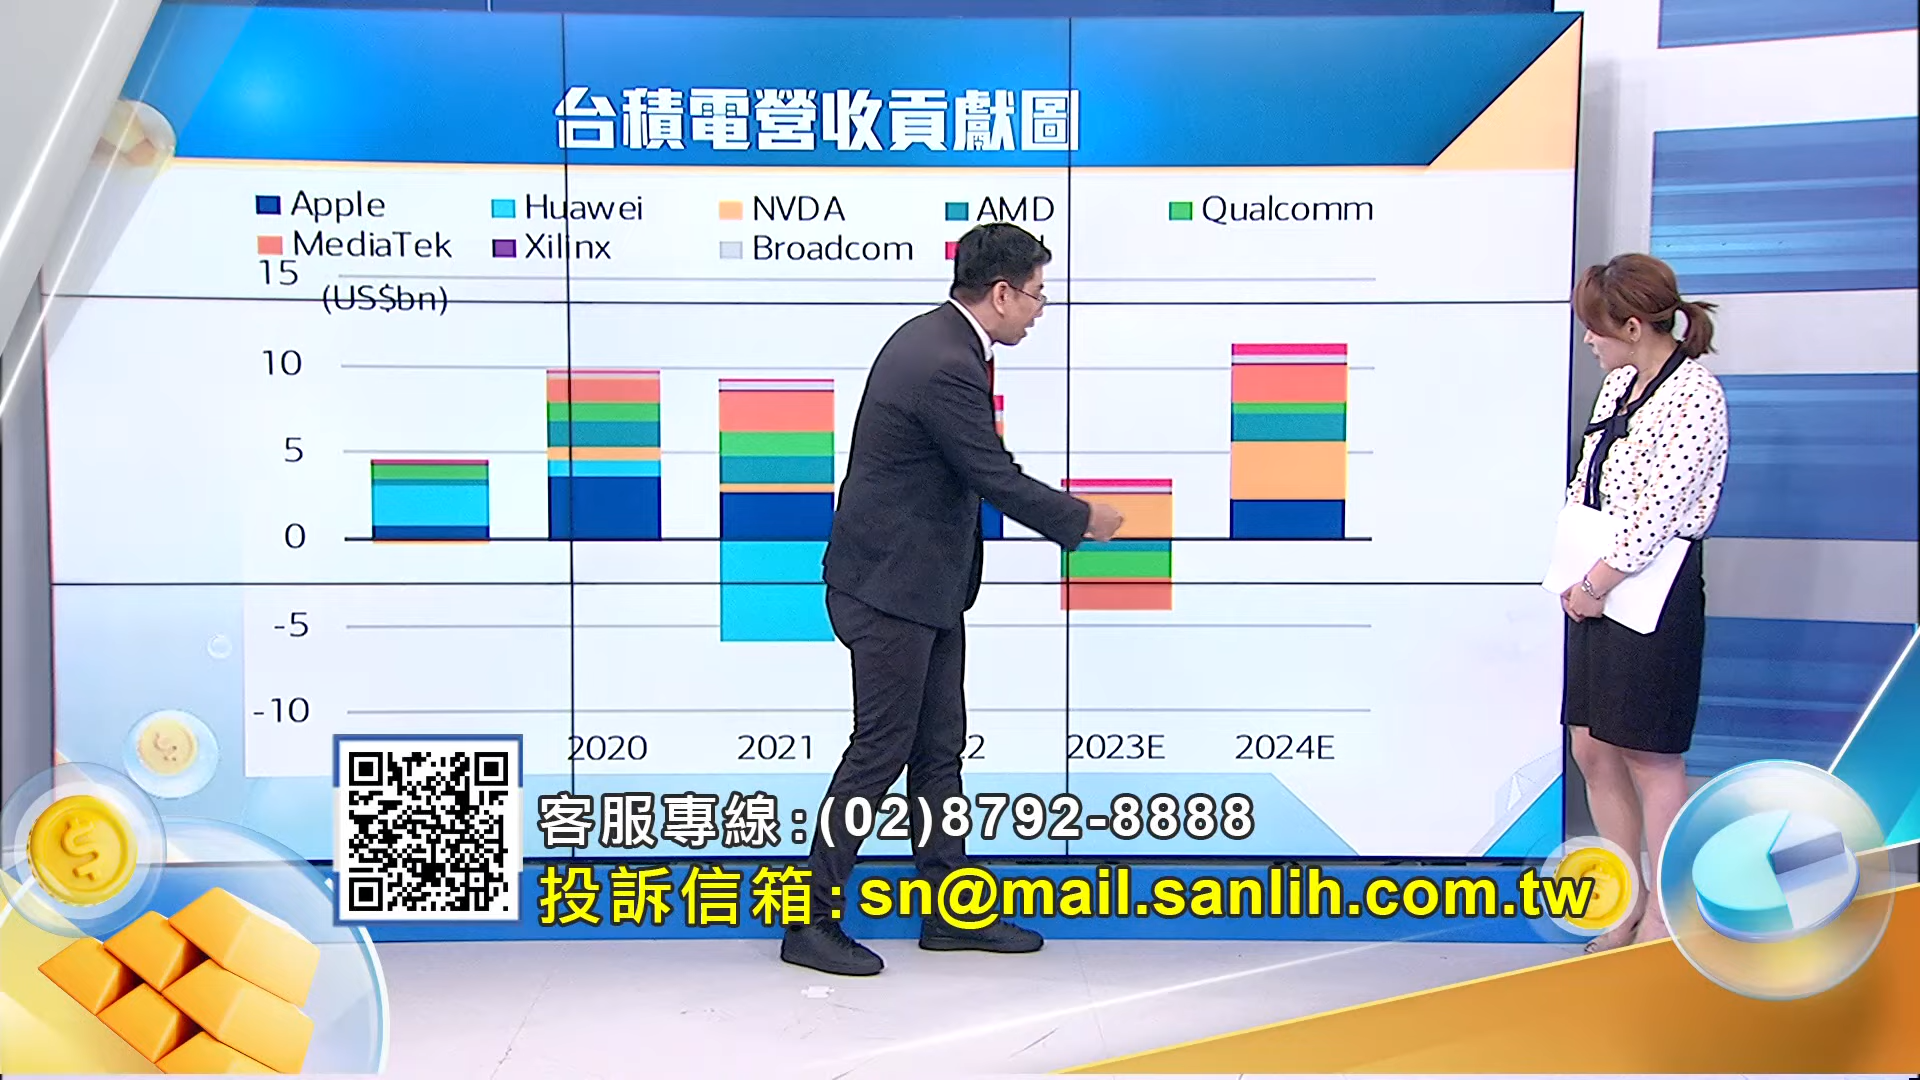 台積電營收貢獻圖
Apple Huawei NVDA AMD Qualcomm
MediaTek Xilinx Broadcom
15
(US$bn)
10
5
0
-5
-10
2020 2021 2023E 2024E
客服專線:(02)8792-8888
投訴信箱:sn@mail.sanlih.com.tw